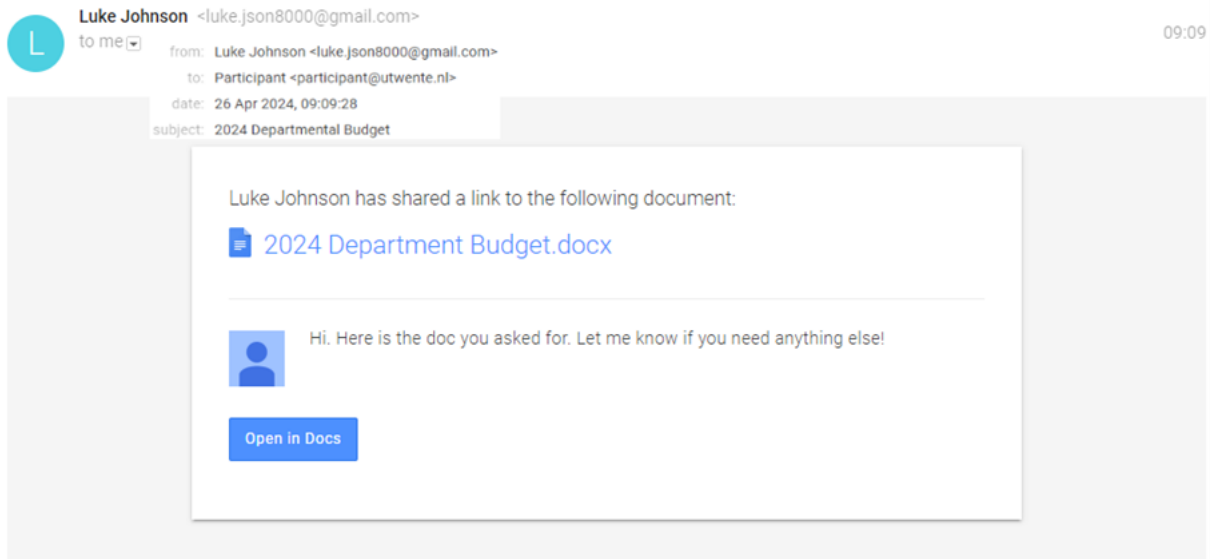 Luke Johnson <luke.json8000@gmail.com>
09:09
L
to me
from: Luke Johnson <luke.json8000@gmail.com>
to: Participant <participant@utwente.nl>
date: 26 Apr 2024, 09:09:28
subject: 2024 Departmental Budget
Luke Johnson has shared a link to the following document:
2024 Department Budget.docx
Hi. Here is the doc you asked for. Let me know if you need anything else!
Open in Docs